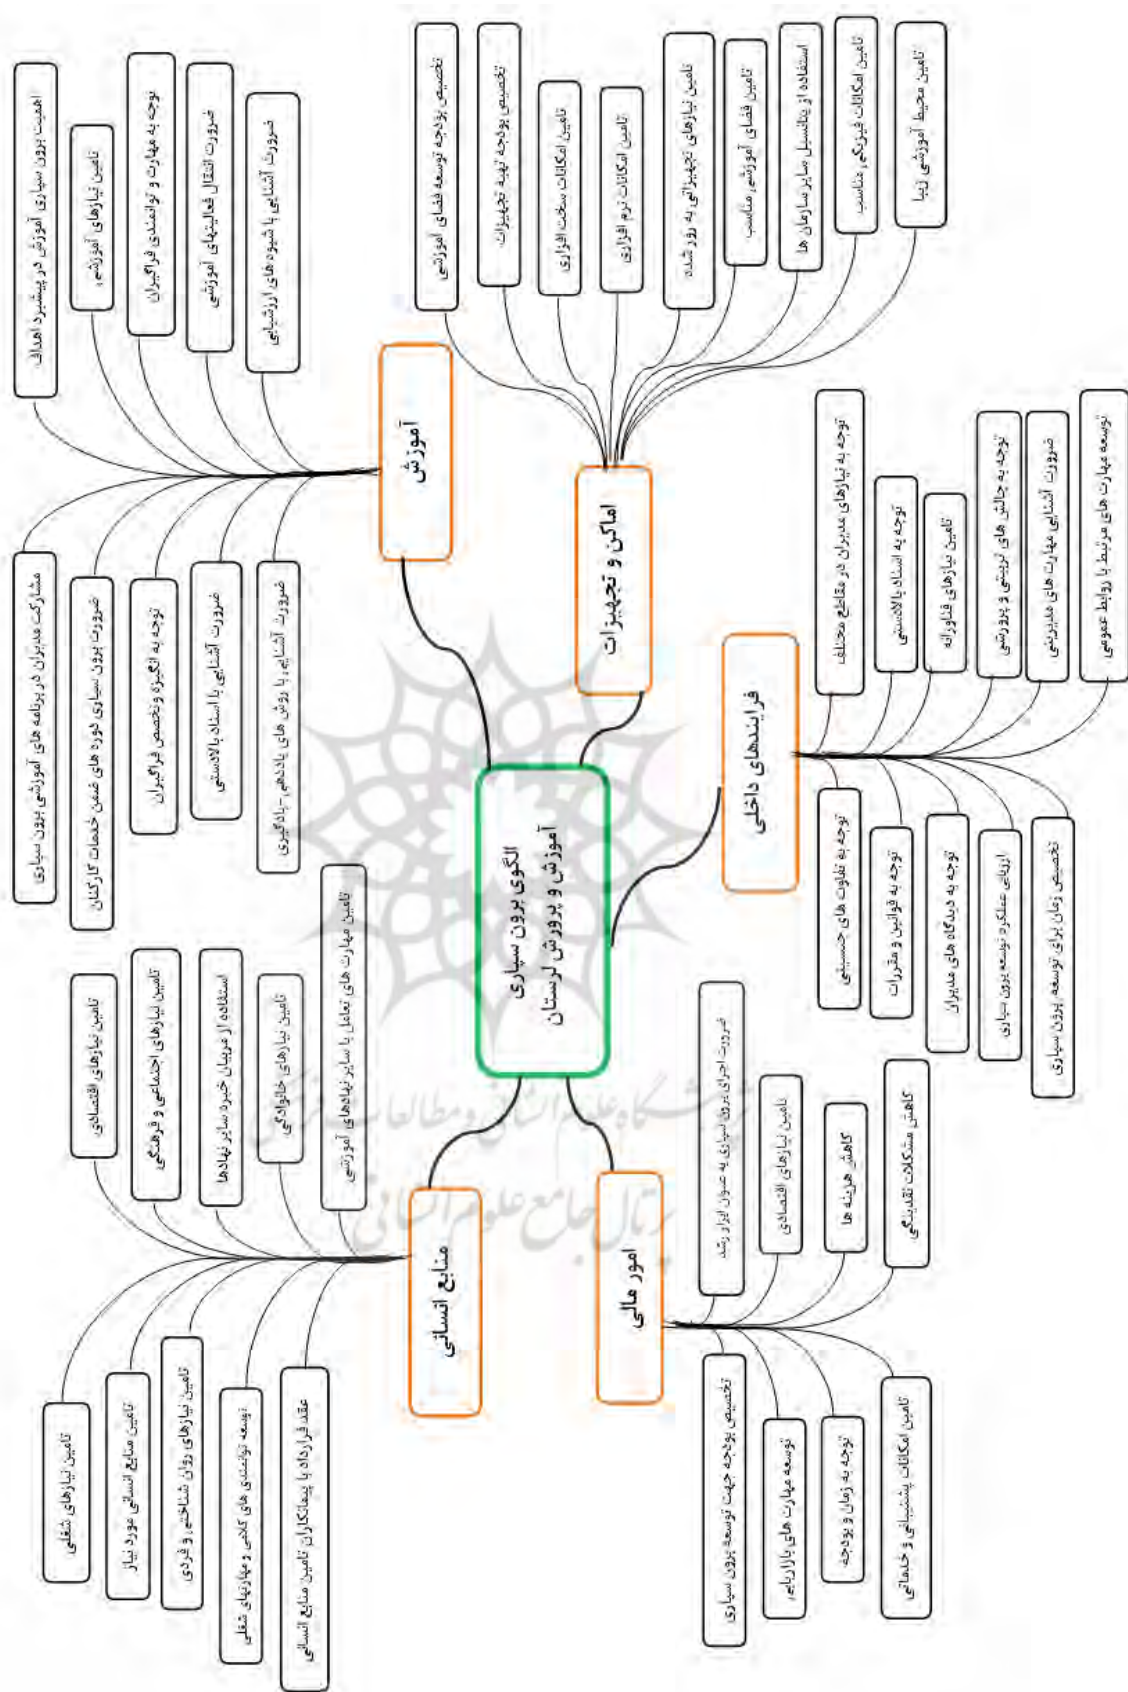 الگوی برون سپاری
آموزش و پرورش لرستان
آموزش
ضرورت آشنایی با شیوه های ارزشیابی
ضرورت انتقال فعالیتهای آموزشی
توجه به مهارت و توانمندی فراگیران
تامین نیازهای آموزشی
اهمیت برون سپاری آموزش در پیشبرد اهداف
ضرورت آشنایی با روش های یاددهی -یادگیری
ضرورت آشنایی با اسناد بالادستی
توجه به انگیزه و تخصص فراگیران
ضرورت برون سپاری دوره های ضمن خدمات کارکنان
مشارکت مدیران در برنامه های آموزشی برون سپاری
اماکن و تجهیزات
تخصیص بودجه توسعه فضای آموزشی
تخصیص بودجه تهیه تجهیزات
تامین امکانات سخت افزاری
تامین امکانات نرم افزاری
تامین نیازهای تجهیزاتی به روز شده
تامین فضای آموزشی مناسب
استفاده از پتانسیل سایر سازمان ها
تامین امکانات فیزیکی مناسب
تامین محیط آموزشی زیبا
فرایندهای داخلی
توجه به نیازهای مدیران در مقاطع مختلف
توجه به اسناد بالادستی
تامین نیازهای فناورانه
توجه به چالش های تربیتی و پرورشی
ضرورت آشنایی مهارت های مدیریتی
توسعه مهارت های مرتبط با روابط عمومی
توجه به تفاوت های جنسیتی
توجه به قوانین و مقررات
توجه به دیدگاه های مدیران
ارزیابی عملکرد توسعه برون سپاری
تخصیص زمان برای توسعه برون سپاری
منابع انسانی
تامین مهارت های تعامل با سایر نهادهای آموزشی
تامین نیازهای خانوادگی
استفاده از مربیان خبره سایر نهادها
تامین نیازهای اجتماعی و فرهنگی
تامین نیازهای اقتصادی
عقد قرارداد با پیمانکاران تامین منابع انسانی
توسعه توانمندی های کلامی و مهارتهای شغلی
تامین نیازهای روان شناختی و فردی
تامین منابع انسانی مورد نیاز
تامین نیازهای شغلی
امور مالی
ضرورت اجرای برون سپاری به عنوان ابزار رشد
تامین نیازهای اقتصادی
کاهش هزینه ها
کاهش مشکلات نقدینگی
تخصیص بودجه جهت توسعه برون سپاری
توسعه مهارت های بازاریابی
توجه به زمان و بودجه
تامین امکانات پشتیبانی و خدماتی
پژوهشگاه علوم انسانی و مطالعات فرهنگی
پرتال جامع علوم انسانی